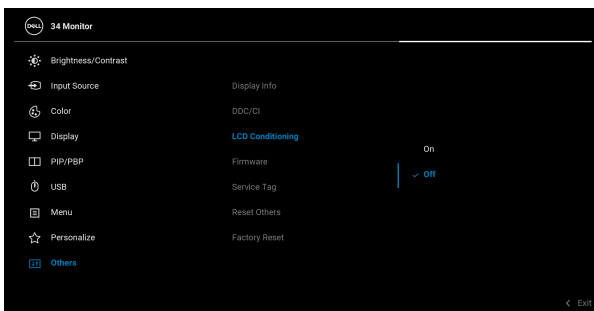 DELL 34 Monitor
Brightness/Contrast
Input Source
Color
Display
PIP/PBP
USB
Menu
Personalize
Others
Display Info
DDC/CI
LCD Conditioning
Firmware
Service Tag
Reset Others
Factory Reset
On
Off
Exit